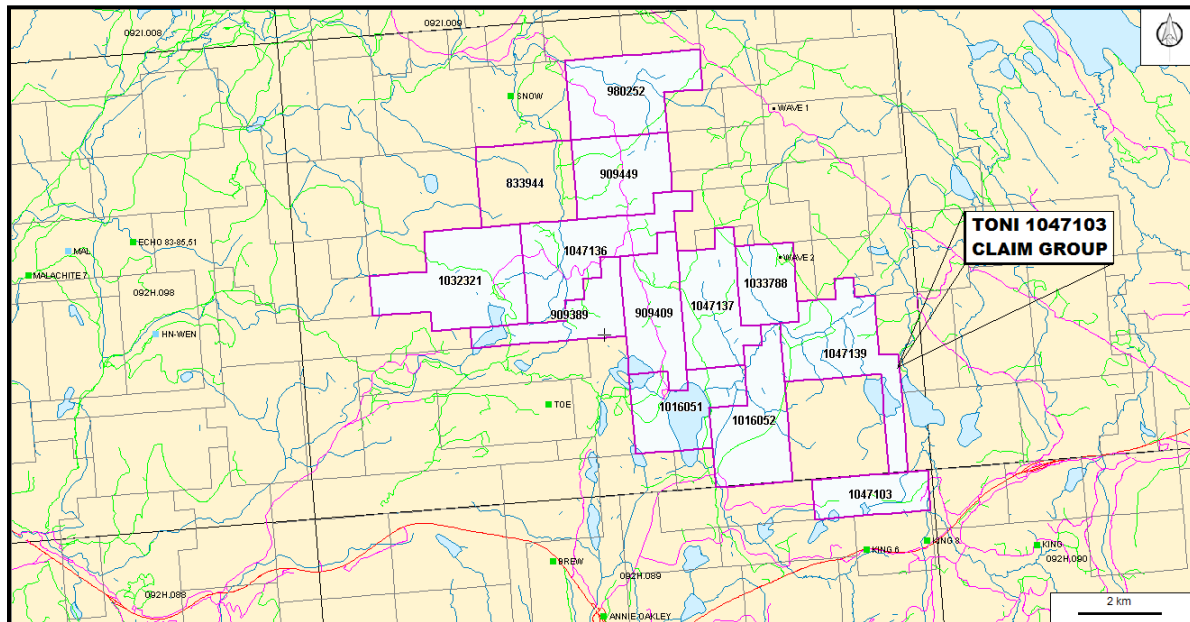 092I.008
092I.009
980252
SNOW
WAVE 1
909449
833944
TONI 1047103
CLAIM GROUP
ECHO 83-85,51
MAL
1047136
WAVE 2
MALACHITE 7
1032321
1033788
092H.098
1047137
909389
909409
HN-WEN
1047139
TOE
1016051
1016052
1047103
KING 8
KING
KING 6
BREW
092H.090
092H.089
092H.088
2 km
ANNIE OAKLEY